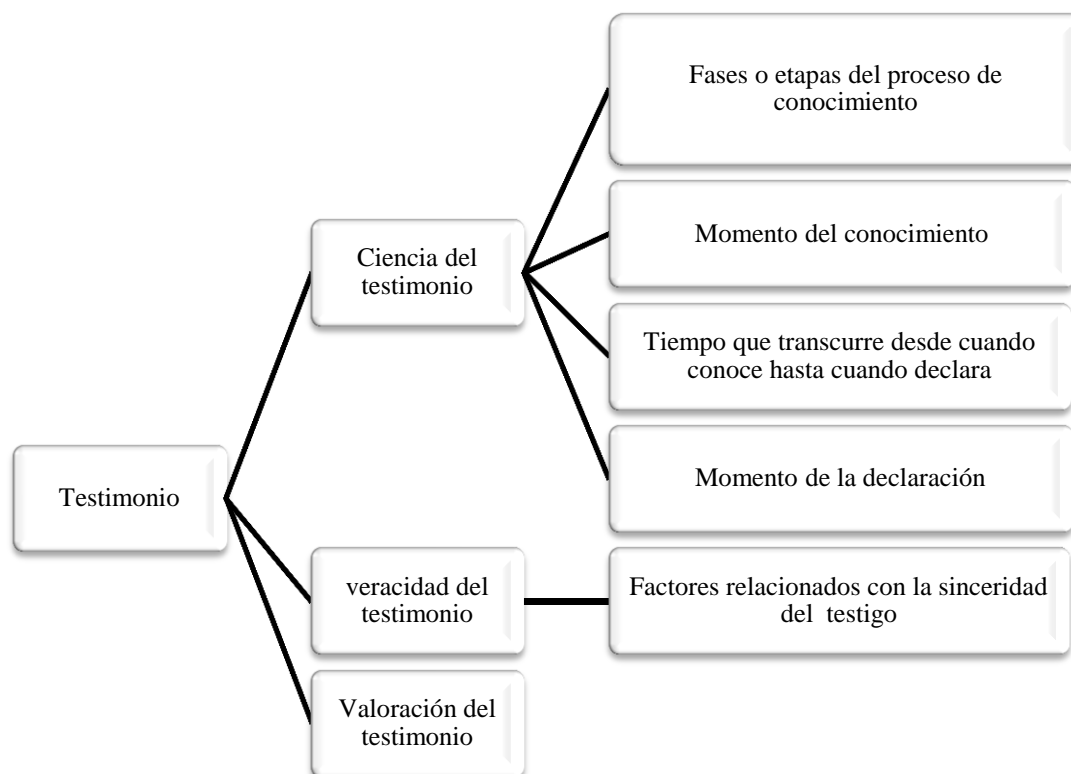 Fases o etapas del proceso de
conocimiento
Momento del conocimiento
Ciencia del
testimonio
Tiempo que transcurre desde cuando
conoce hasta cuando declara
Momento de la declaración
Testimonio
veracidad del
testimonio
Factores relacionados con la sinceridad
del testigo
Valoración del
testimonio